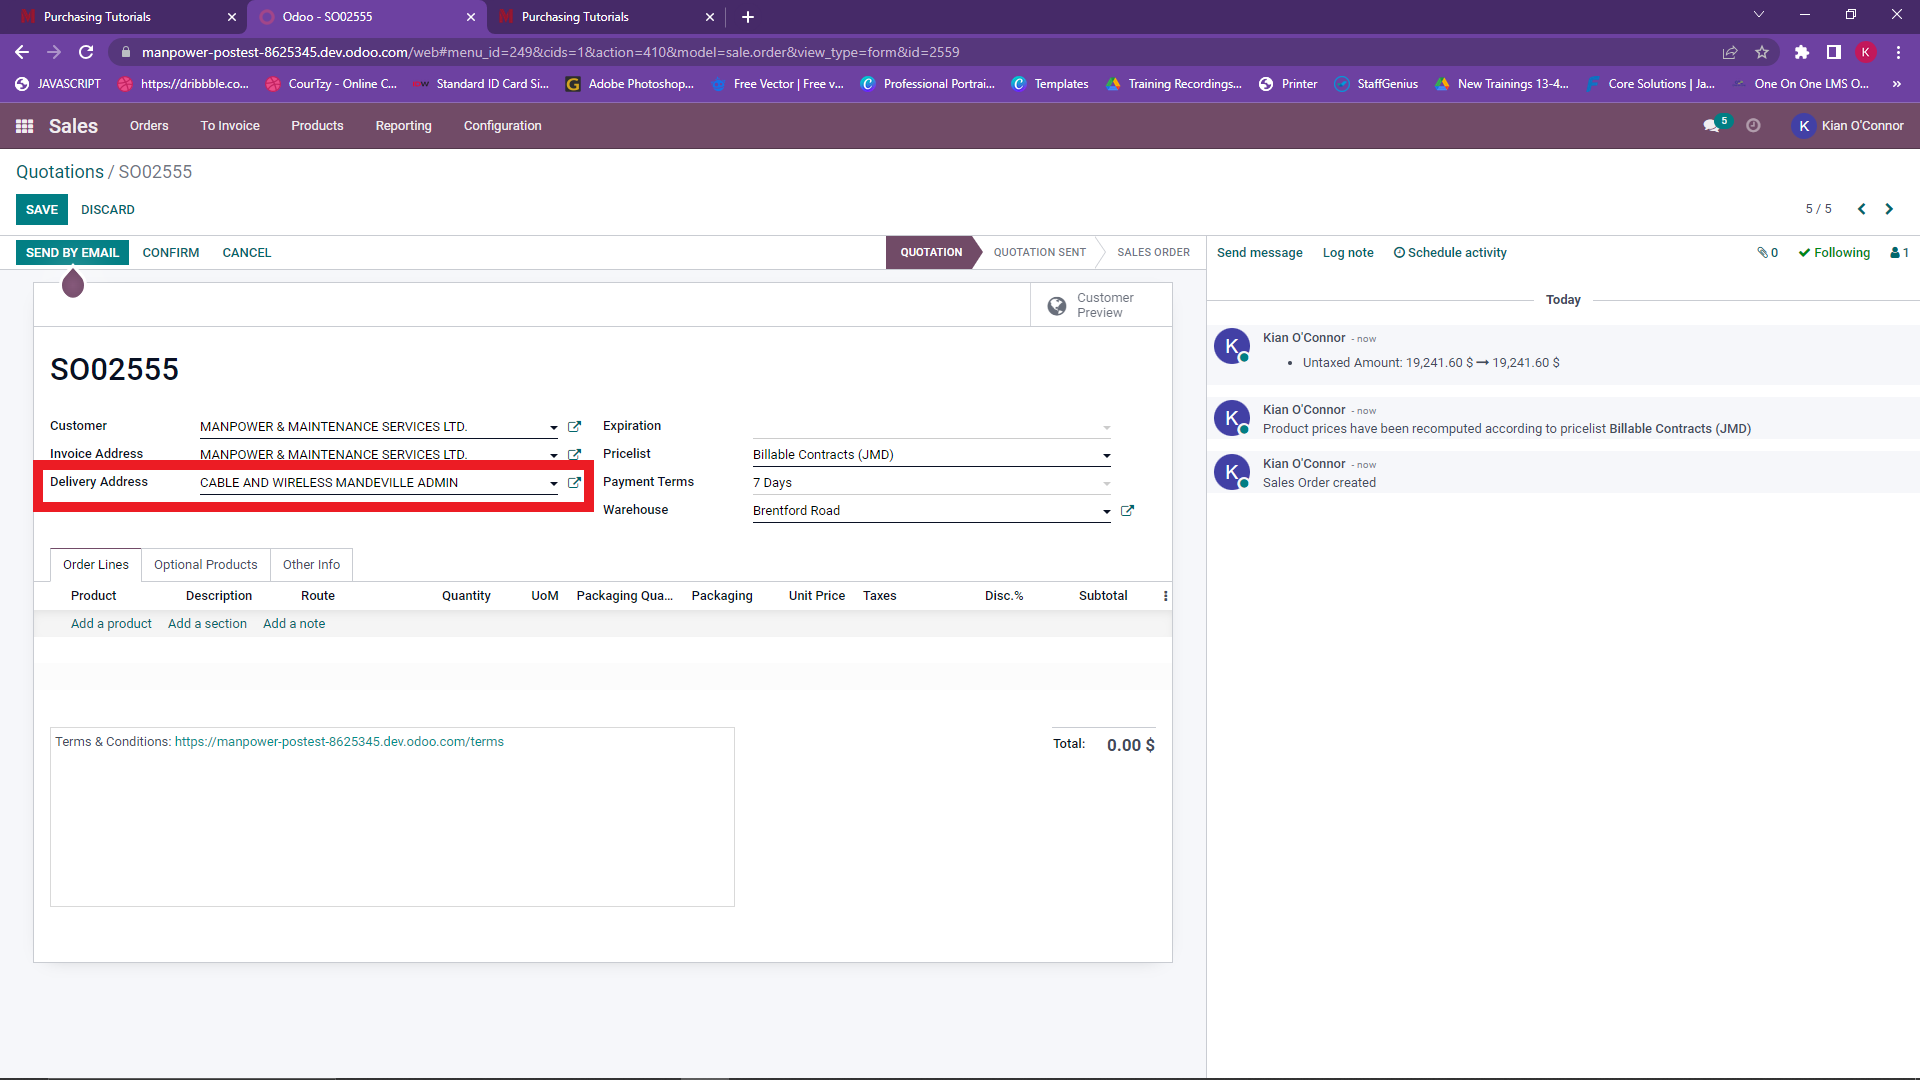 Purchasing Tutorials
Odoo - SO02555
Purchasing Tutorials
manpower-postest-8625345.dev.odoo.com/web#menu_id=249&cids=1&action=410&model=sale.order&view_type=form&id=2559
K
JAVASCRIPT
https://dribbble.co...
CourTzy - Online C...
Standard ID Card Si...
Adobe Photoshop...
Free Vector | Free v...
Professional Portrai...
Templates
Training Recordings...
Printer
StaffGenius
New Trainings 13-4...
Core Solutions | Ja...
One On One LMS O...
»
Sales
Orders
To Invoice
Products
Reporting
Configuration
5
K
Kian O'Connor
Quotations / SO02555
SAVE
DISCARD
5 / 5
SEND BY EMAIL
CONFIRM
CANCEL
QUOTATION
QUOTATION SENT
SALES ORDER
Send message
Log note
Schedule activity
0
Following
1
Customer
Preview
Today
SO02555
K
Kian O'Connor - now
• Untaxed Amount: 19,241.60 $ → 19,241.60 $
K
Kian O'Connor - now
Product prices have been recomputed according to pricelist Billable Contracts (JMD)
K
Kian O'Connor - now
Sales Order created
Customer
MANPOWER & MAINTENANCE SERVICES LTD.
Invoice Address
MANPOWER & MAINTENANCE SERVICES LTD.
Delivery Address
CABLE AND WIRELESS MANDEVILLE ADMIN
Expiration
Pricelist
Billable Contracts (JMD)
Payment Terms
7 Days
Warehouse
Brentford Road
Order Lines
Optional Products
Other Info
Product
Description
Route
Quantity
UoM
Packaging Qua...
Packaging
Unit Price
Taxes
Disc.%
Subtotal
Add a product
Add a section
Add a note
Terms & Conditions: https://manpower-postest-8625345.dev.odoo.com/terms
Total:
0.00 $